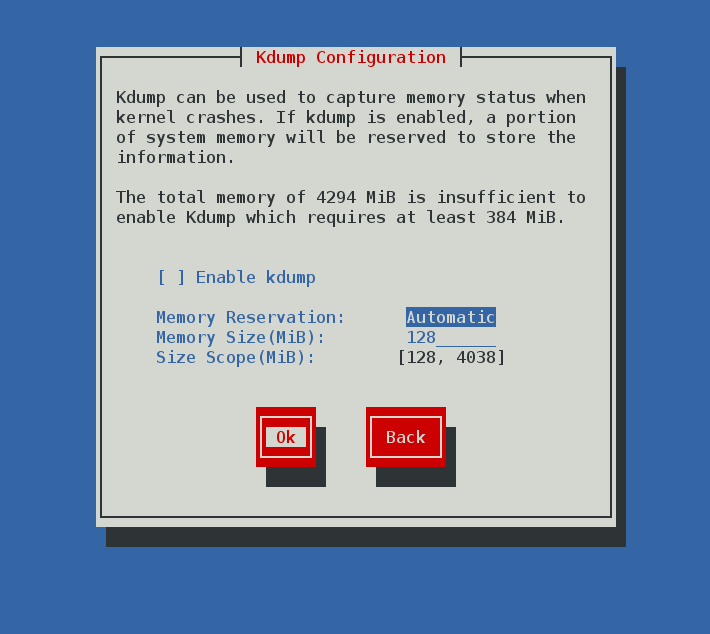 Kdump Configuration
Kdump can be used to capture memory status when
kernel crashes. If kdump is enabled, a portion
of system memory will be reserved to store the
information.
The total memory of 4294 MiB is insufficient to
enable Kdump which requires at least 384 MiB.
[ ] Enable kdump
Memory Reservation: Automatic
Memory Size(MiB): 128______
Size Scope(MiB): [128, 4038]
Ok Back